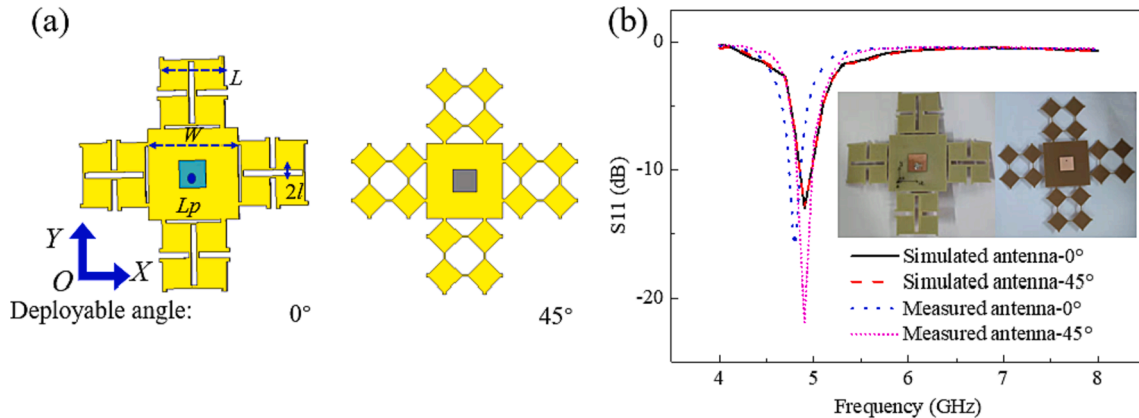 (a)
L
W
2l
Lp
Y
O
X
Deployable angle:
0°
45°
(b)
0
-10
-20
S11 (dB)
Simulated antenna-0°
Simulated antenna-45°
Measured antenna-0°
Measured antenna-45°
4
5
6
7
8
Frequency (GHz)